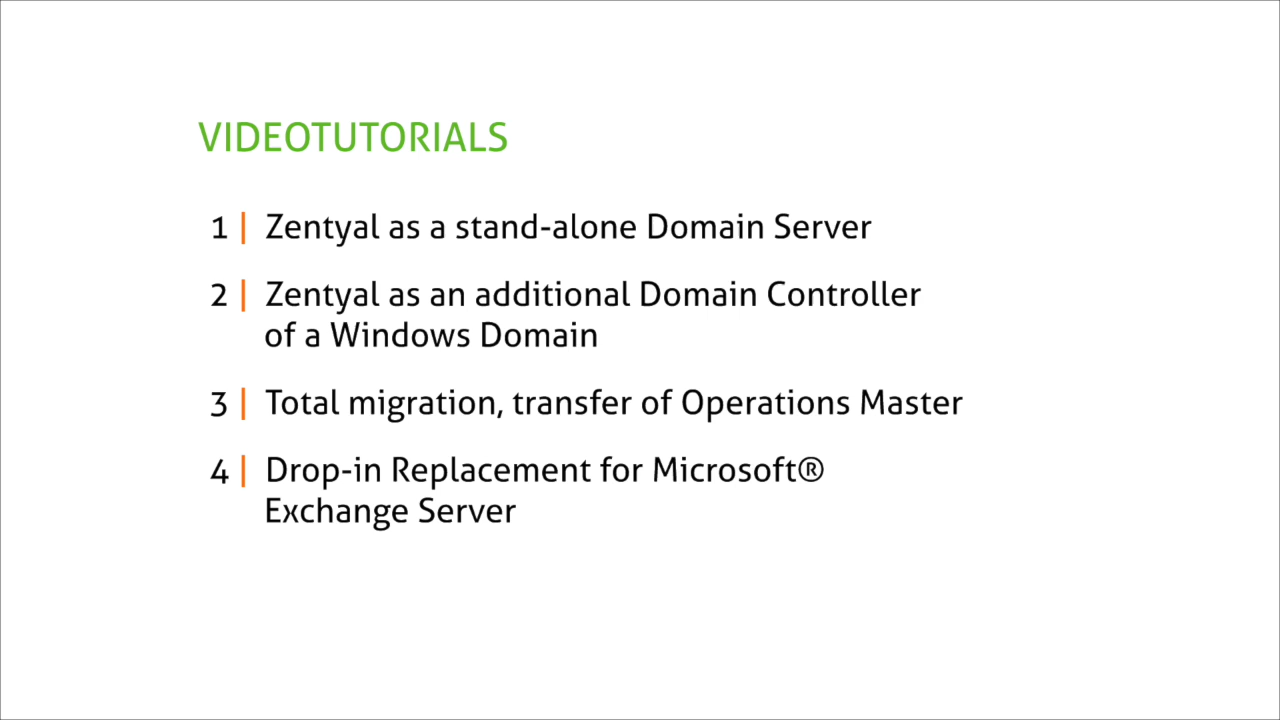 VIDEOTUTORIALS
1 | Zentyal as a stand-alone Domain Server
2 | Zentyal as an additional Domain Controller
of a Windows Domain
3 | Total migration, transfer of Operations Master
4 | Drop-in Replacement for Microsoft®
Exchange Server